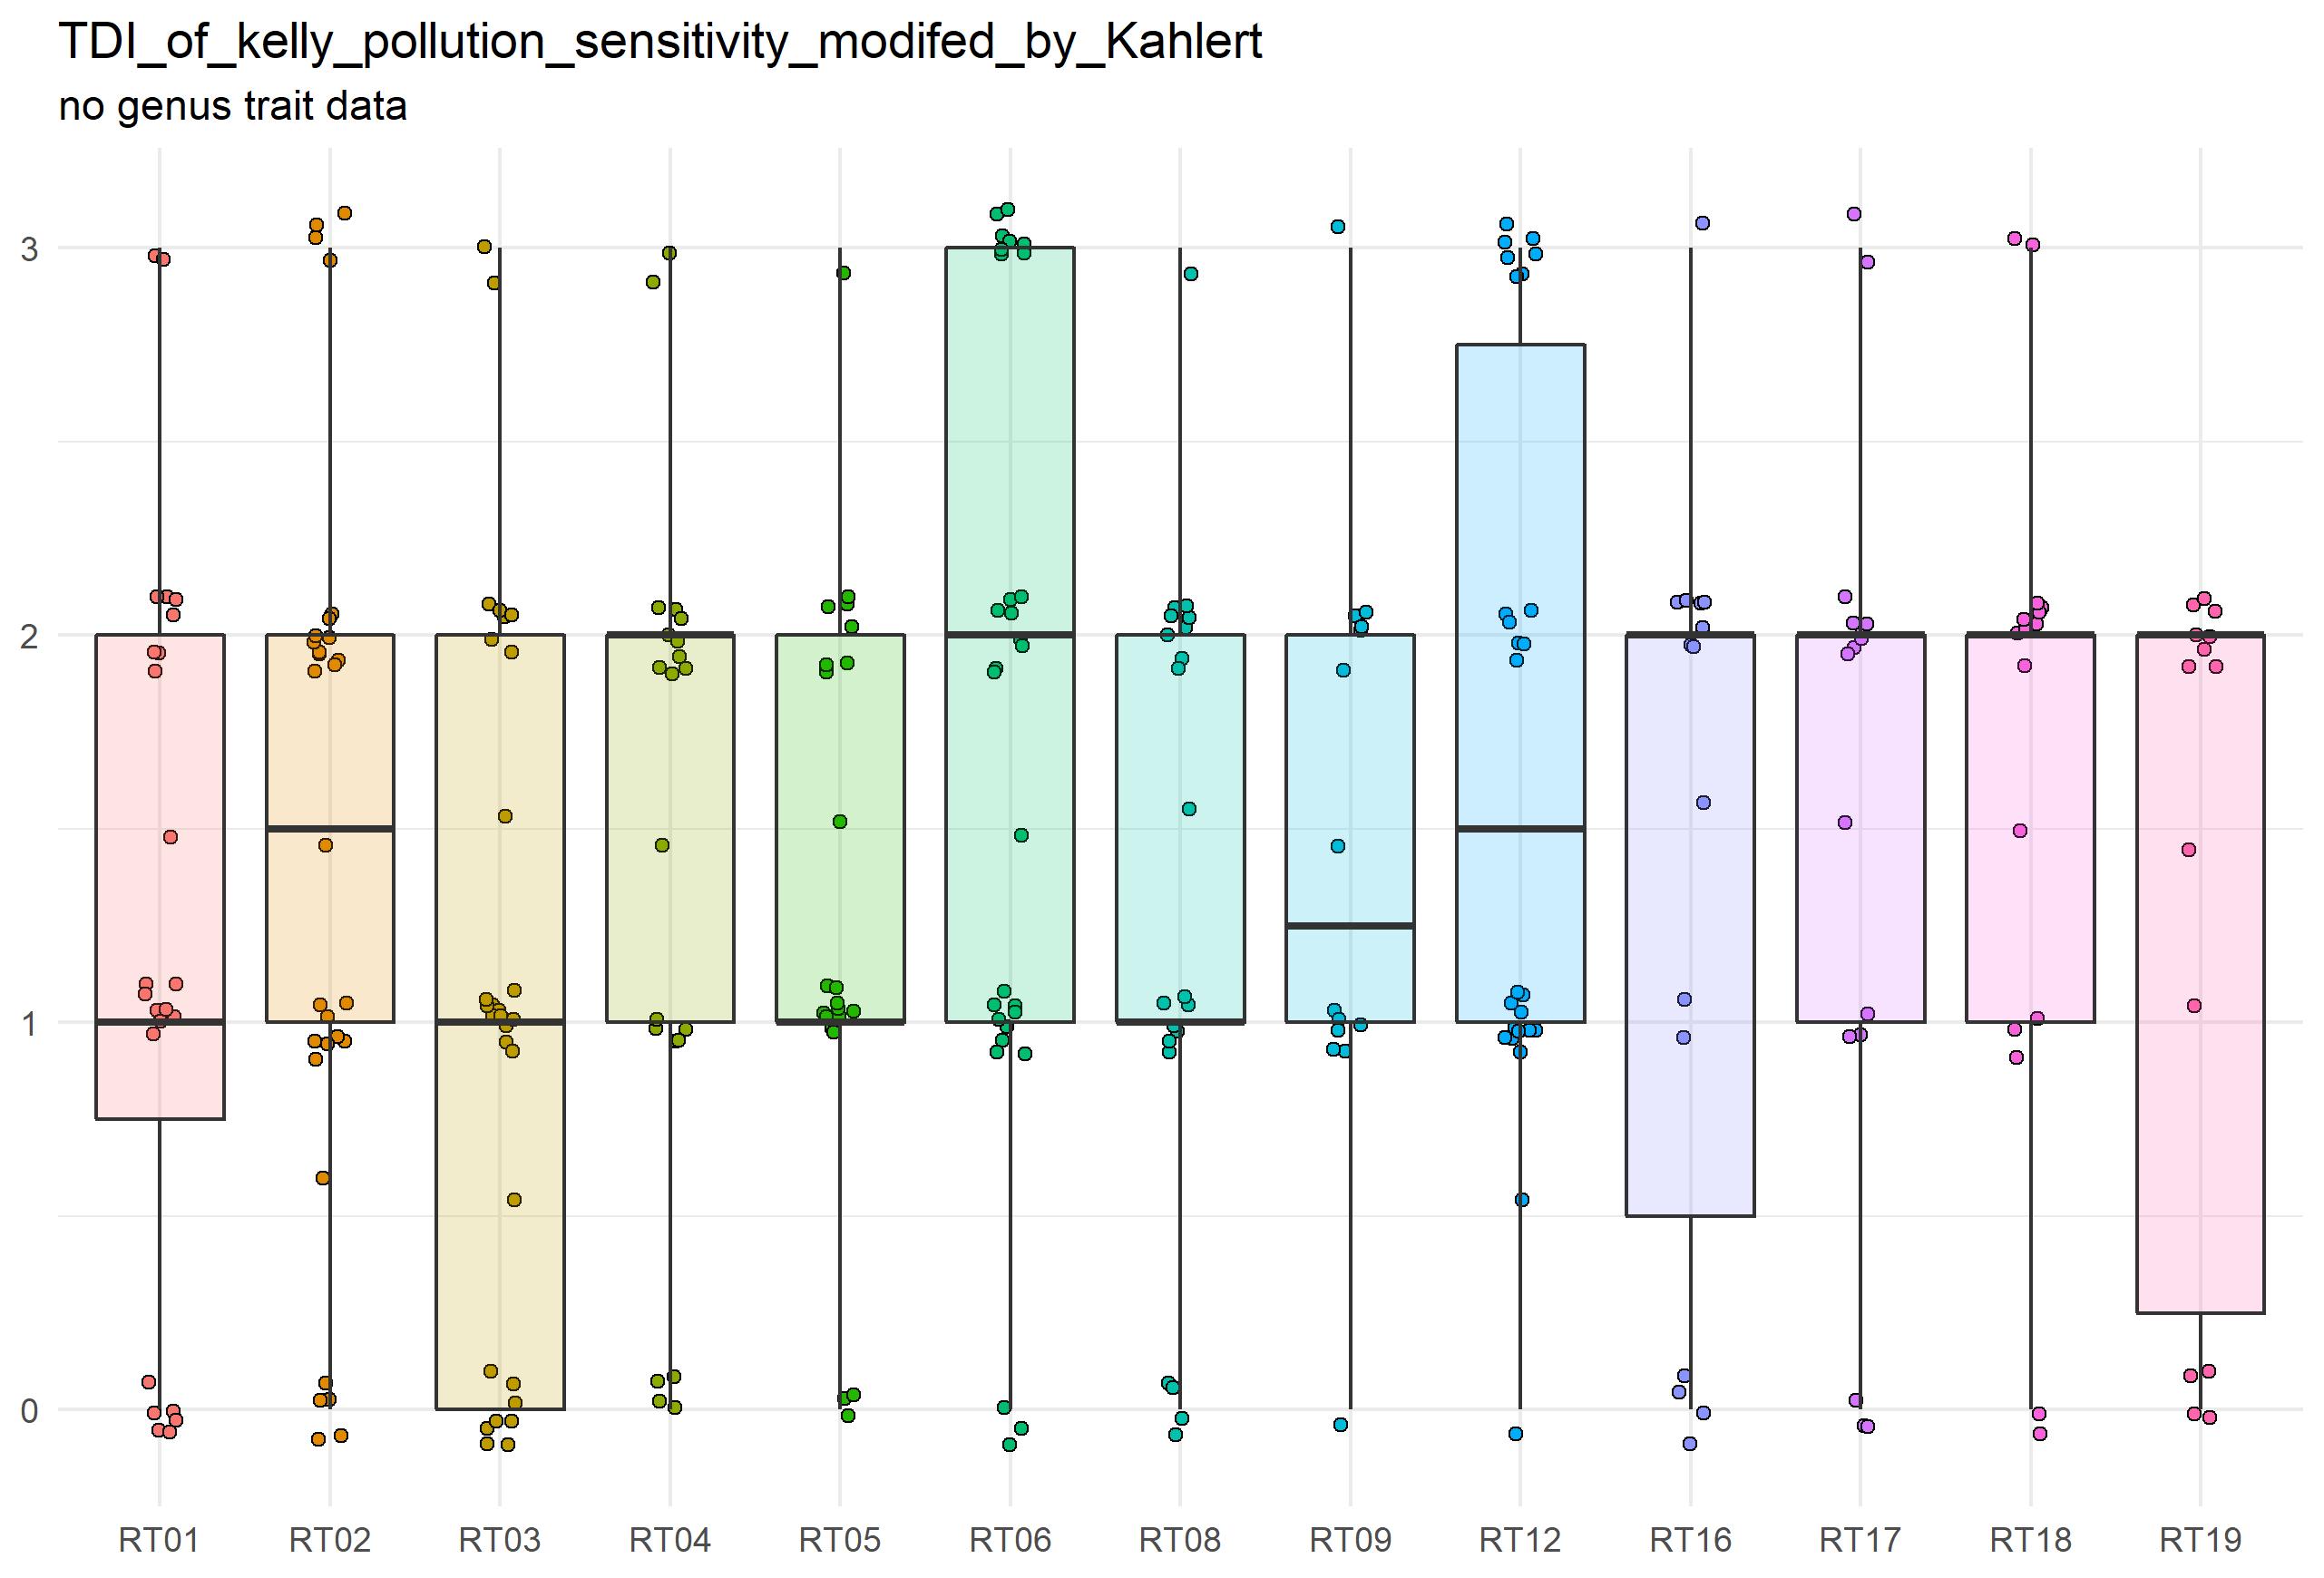 TDI_of_kelly_pollution_sensitivity_modifed_by_Kahlert
no genus trait data
3
2
1
0
RT01 RT02 RT03 RT04 RT05 RT06 RT08 RT09 RT12 RT16 RT17 RT18 RT19